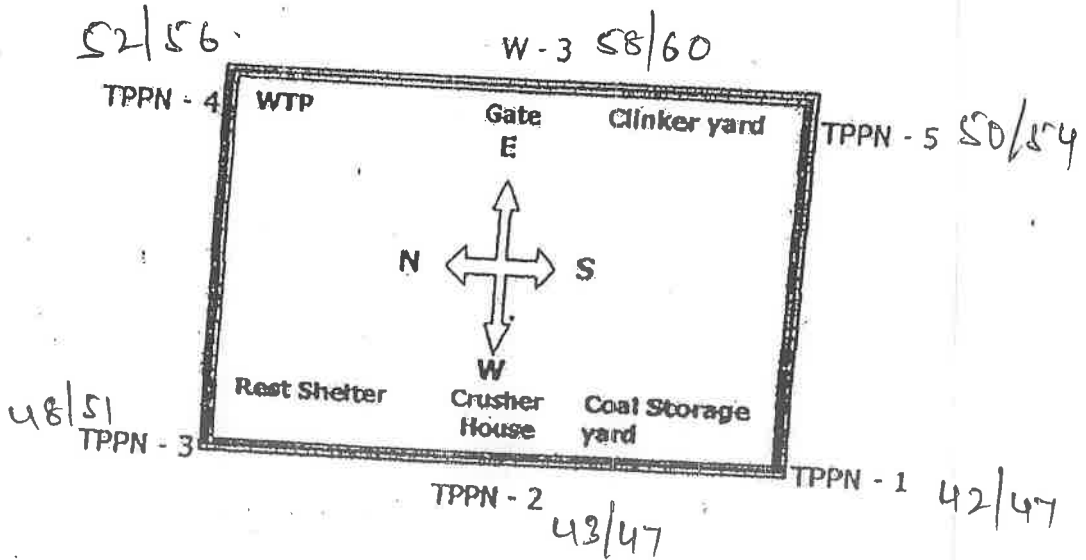 52/56.
W - 3 58/60
TPPN - 4
WTP
Gate
Clinker yard
E
TPPN - 5 50/54
N
S
W
Rest Shelter
Crusher
House
Coal Storage
yard
48/51
TPPN - 3
TPPN - 2
43/47
TPPN - 1 42/47